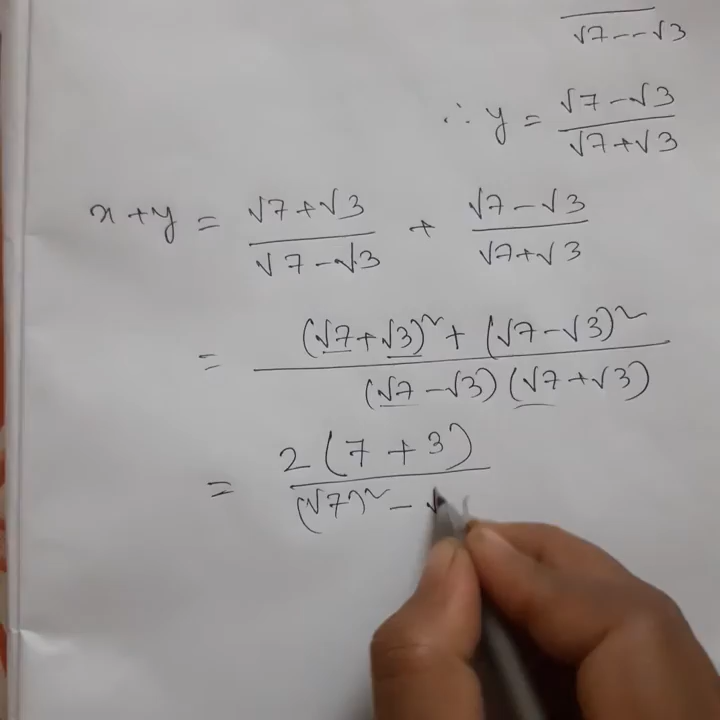 √7--√3
∴ y = (√7-√3)/(√7+√3)
x+y = (√7+√3)/(√7-√3) + (√7-√3)/(√7+√3)
= ((√7+√3)² + (√7-√3)²)/((√7-√3)(√7+√3))
= 2(7+3)/((√7)² - √